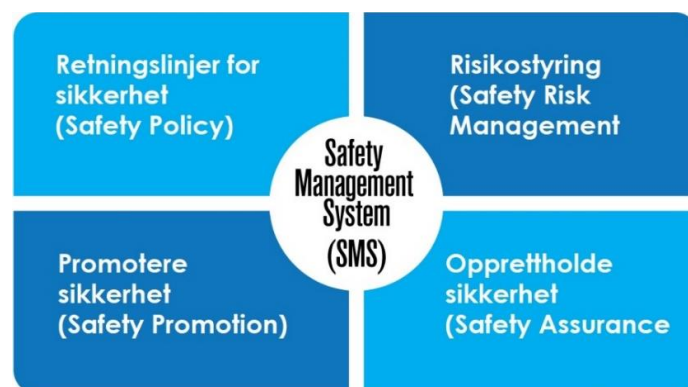 Retningslinjer for
sikkerhet
(Safety Policy)
Risikostyring
(Safety Risk
Management
Safety
Management
System
(SMS)
Promotere
sikkerhet
(Safety Promotion)
Opprettholde
sikkerhet
(Safety Assurance